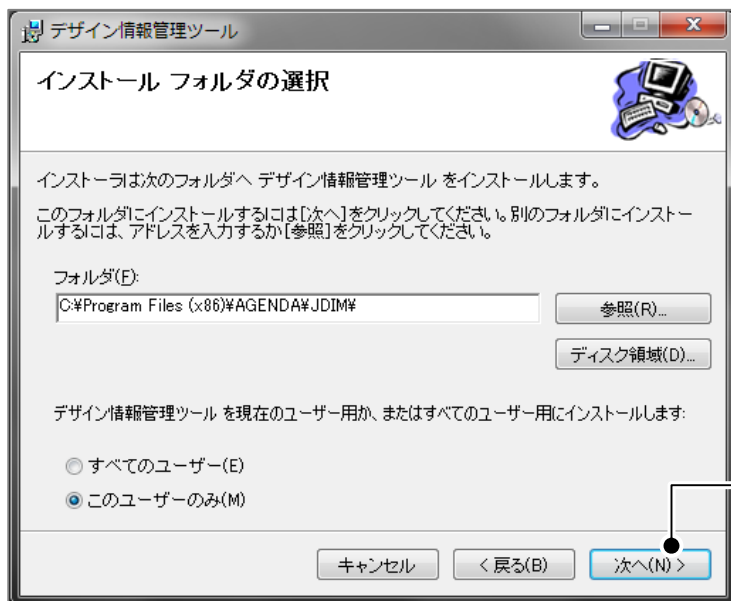 デザイン情報管理ツール
インストール フォルダの選択
インストーラは次のフォルダへ デザイン情報管理ツール をインストールします。
このフォルダにインストールするには[次へ]をクリックしてください。別のフォルダにインストー
ルするには、アドレスを入力するか[参照]をクリックしてください。
フォルダ(F):
C:¥Program Files (x86)¥AGENDA¥JDIM¥
参照(R)...
ディスク領域(D)...
デザイン情報管理ツール を現在のユーザー用か、またはすべてのユーザー用にインストールします:
すべてのユーザー(E)
このユーザーのみ(M)
キャンセル
< 戻る(B)
次へ(N) >